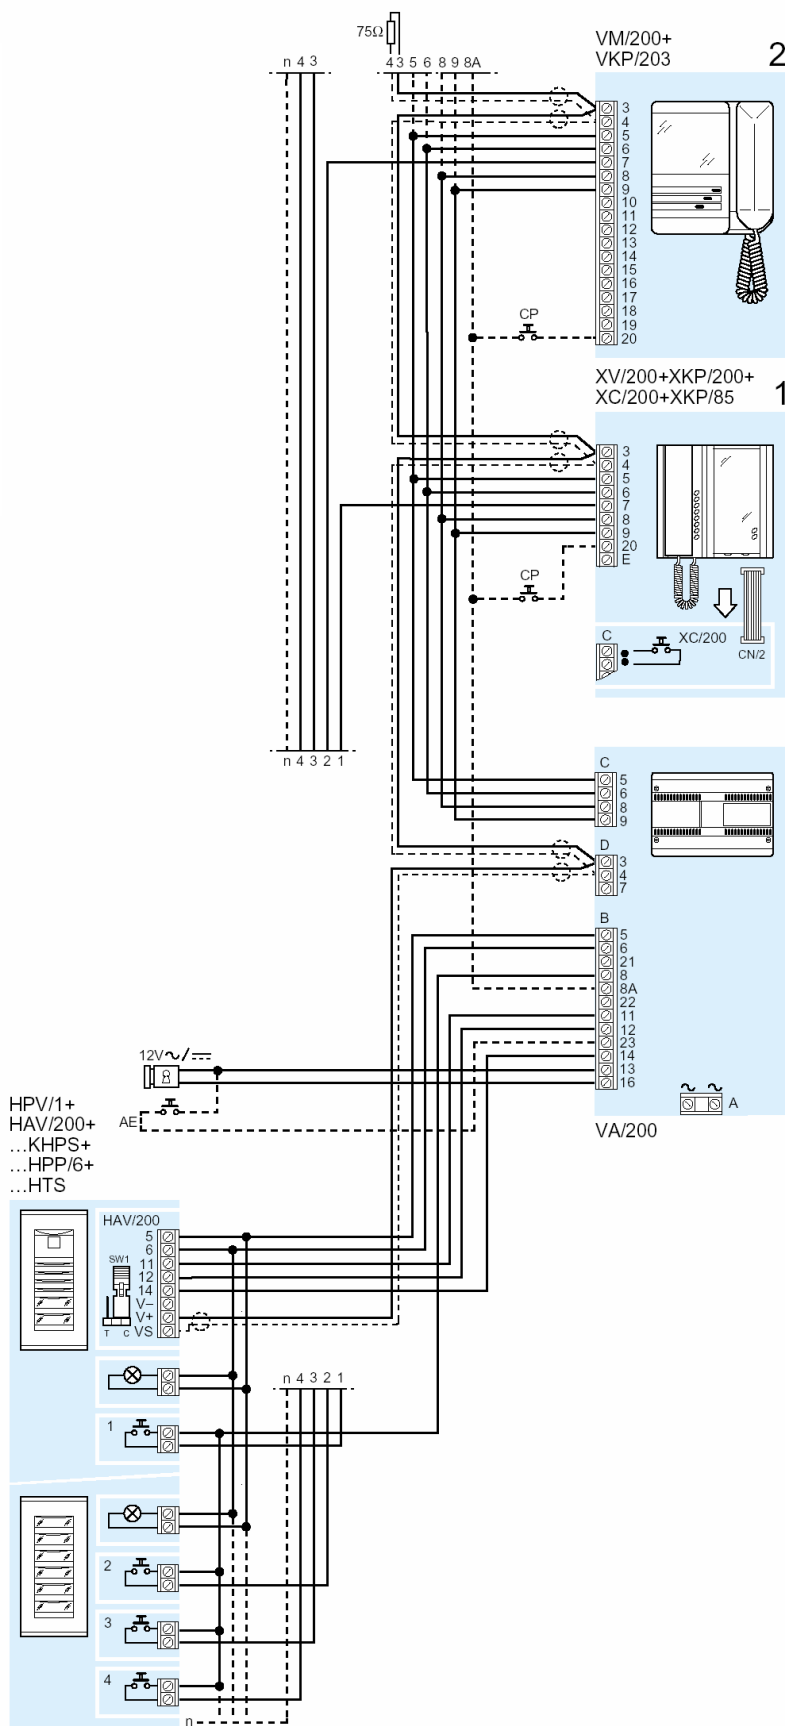 75Ω
n 4 3
4 3 5 6 8 9 8A
VM/200+
VKP/203
2
3
4
5
6
7
8
9
10
11
12
13
14
15
16
17
18
19
20
CP
XV/200+XKP/200+
XC/200+XKP/85
1
3
4
5
6
7
8
9
20
E
CP
C
XC/200
CN/2
n 4 3 2 1
C
5
6
8
9
D
3
4
7
B
5
6
21
8
8A
22
11
12
23
14
13
16
A
VA/200
12V ~/⎓
AE
HPV/1+
HAV/200+
...KHPS+
...HPP/6+
...HTS
HAV/200
5
6
11
12
14
V–
V+
VS
SW1
T C
n 4 3 2 1
1
2
3
4
n